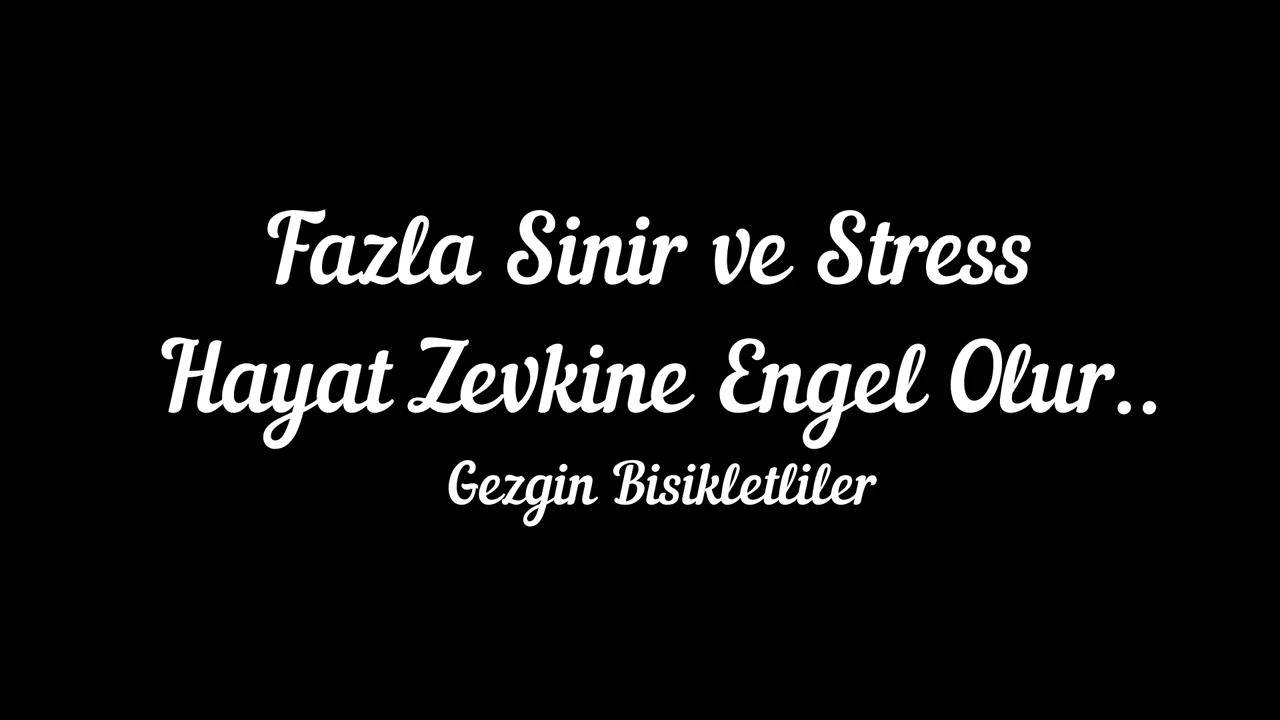 Fazla Sinir ve Stress
Hayat Zevkine Engel Olur..
Gezgin Bisikletliler